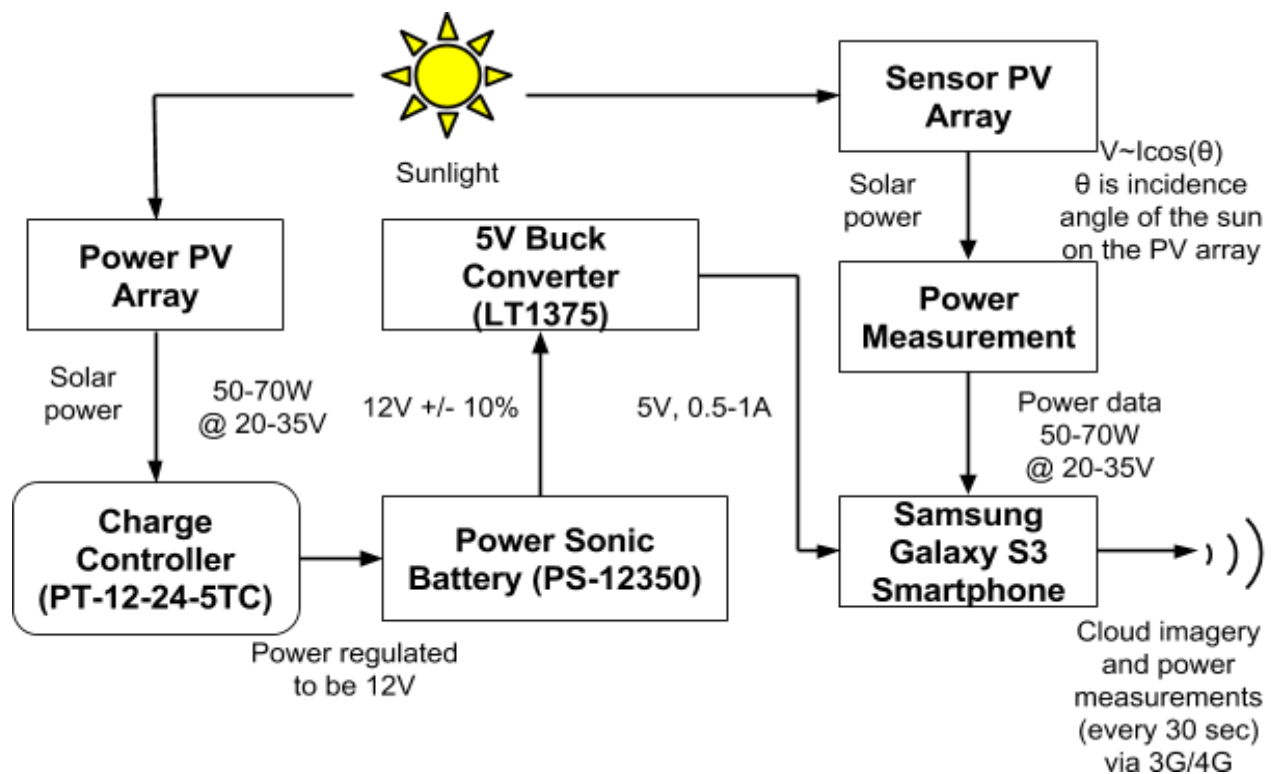 Sunlight
Sensor PV
Array
Solar
power
V~Icos(θ)
θ is incidence
angle of the sun
on the PV array
Power PV
Array
5V Buck
Converter
(LT1375)
Power
Measurement
Solar
power
50-70W
@ 20-35V
12V +/- 10%
5V, 0.5-1A
Power data
50-70W
@ 20-35V
Charge
Controller
(PT-12-24-5TC)
Power Sonic
Battery (PS-12350)
Samsung
Galaxy S3
Smartphone
Power regulated
to be 12V
Cloud imagery
and power
measurements
(every 30 sec)
via 3G/4G